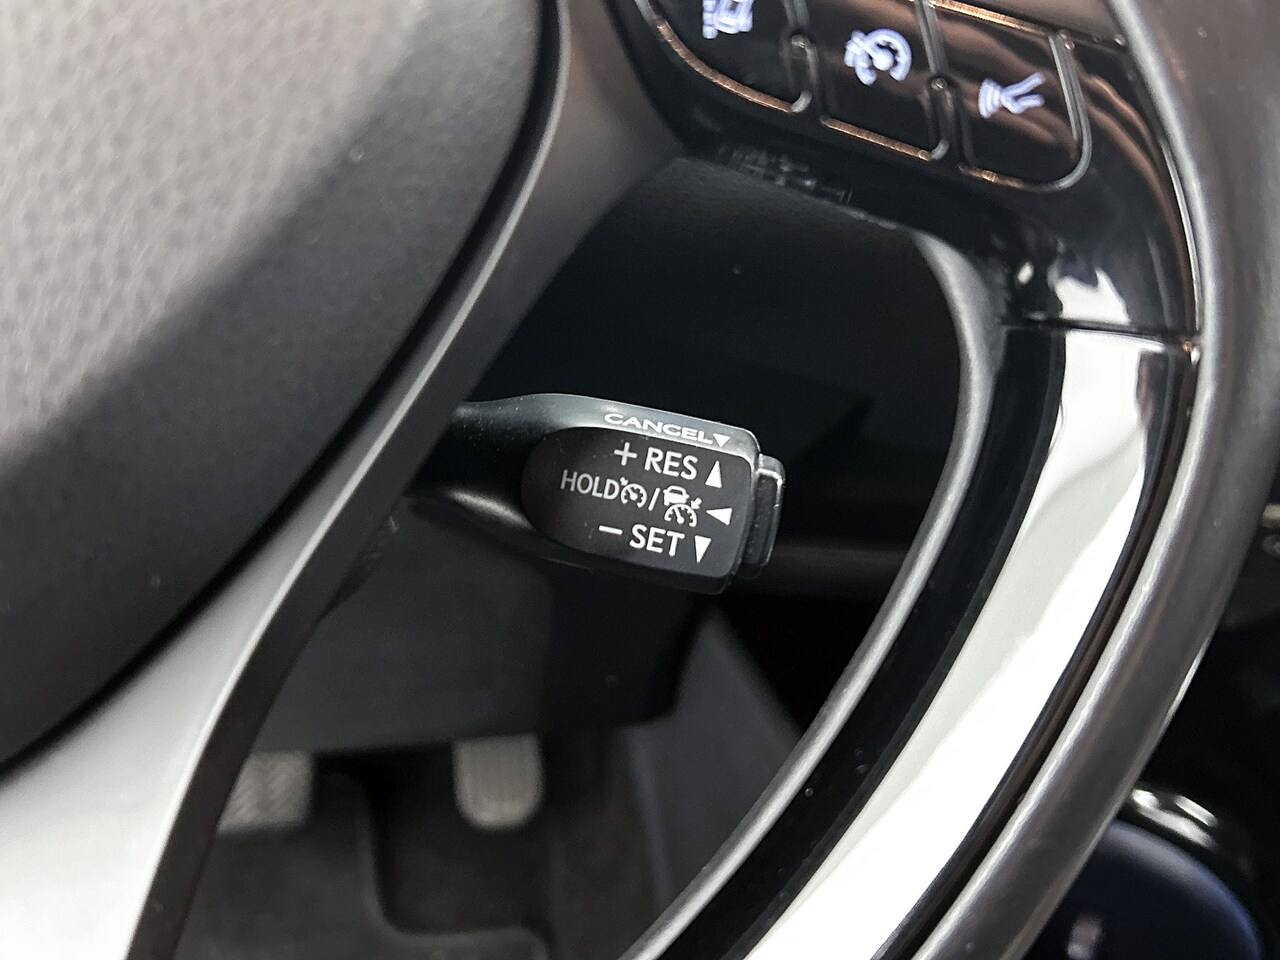 CANCEL▼
+ RES ▲
HOLD / ◀
− SET ▼